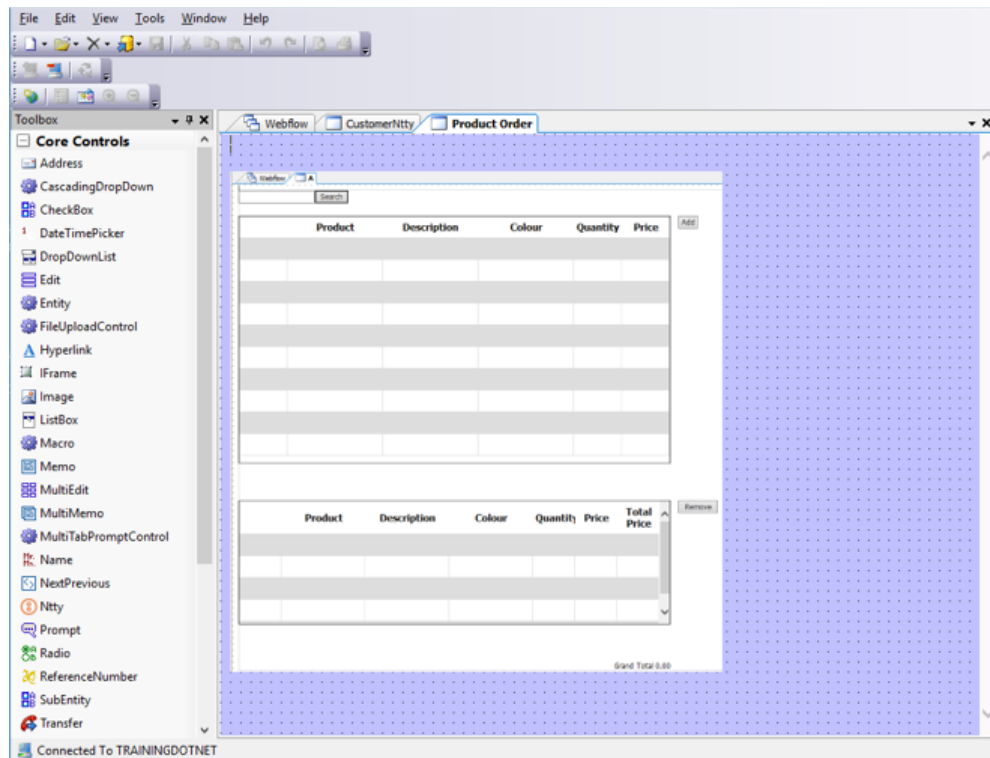 File Edit View Tools Window Help
Toolbox
Webflow CustomerNtty Product Order
Core Controls
Address
CascadingDropDown
CheckBox
1 DateTimePicker
DropDownList
Edit
Entity
FileUploadControl
A Hyperlink
IFrame
Image
ListBox
Macro
Memo
MultiEdit
MultiMemo
MultiTabPromptControl
Name
NextPrevious
Ntty
Prompt
Radio
ReferenceNumber
SubEntity
Transfer
Webflow A
Search
Product Description Colour Quantity Price
Add
Product Description Colour Quantity Price Total Price
Remove
Grand Total 0.00
Connected To TRAININGDOTNET